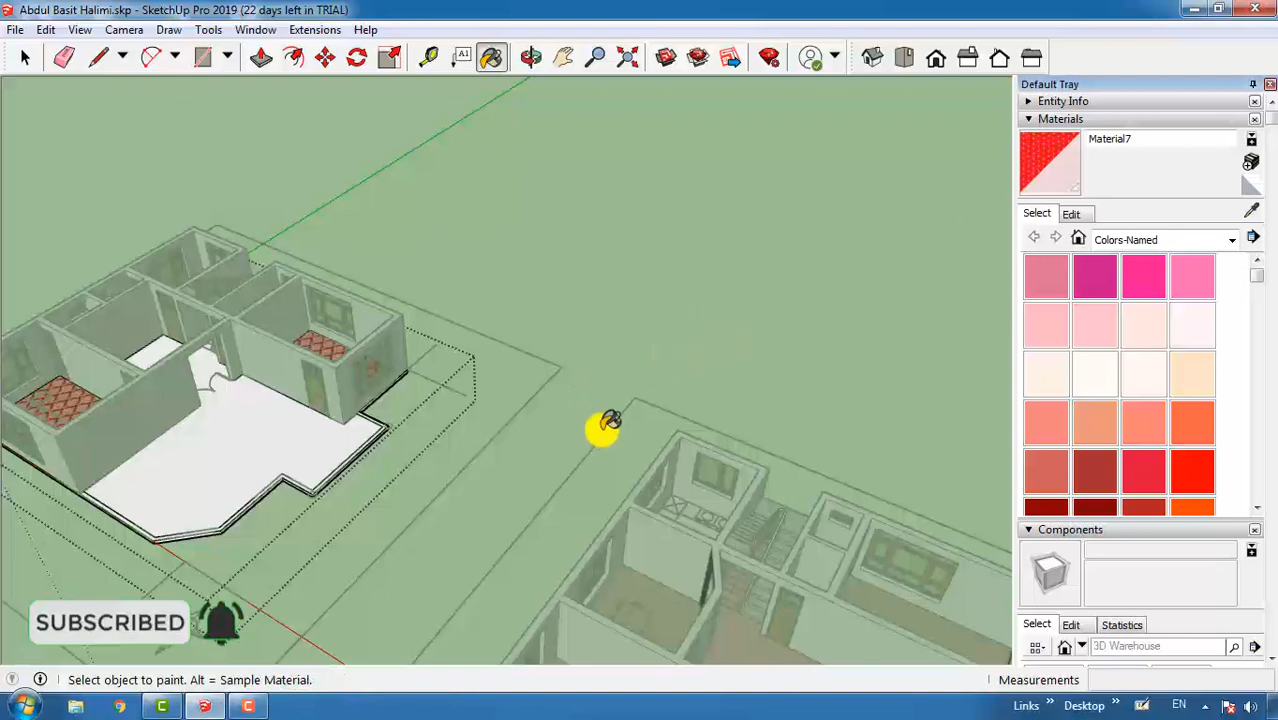 Abdul Basit Halimi.skp - SketchUp Pro 2019 (22 days left in TRIAL)
File Edit View Camera Draw Tools Window Extensions Help
A1
Default Tray
Entity Info
Materials
Material7
Select Edit
Colors-Named
Components
Select Edit Statistics
3D Warehouse
SUBSCRIBED
Select object to paint. Alt = Sample Material.
Measurements
Links » Desktop » EN